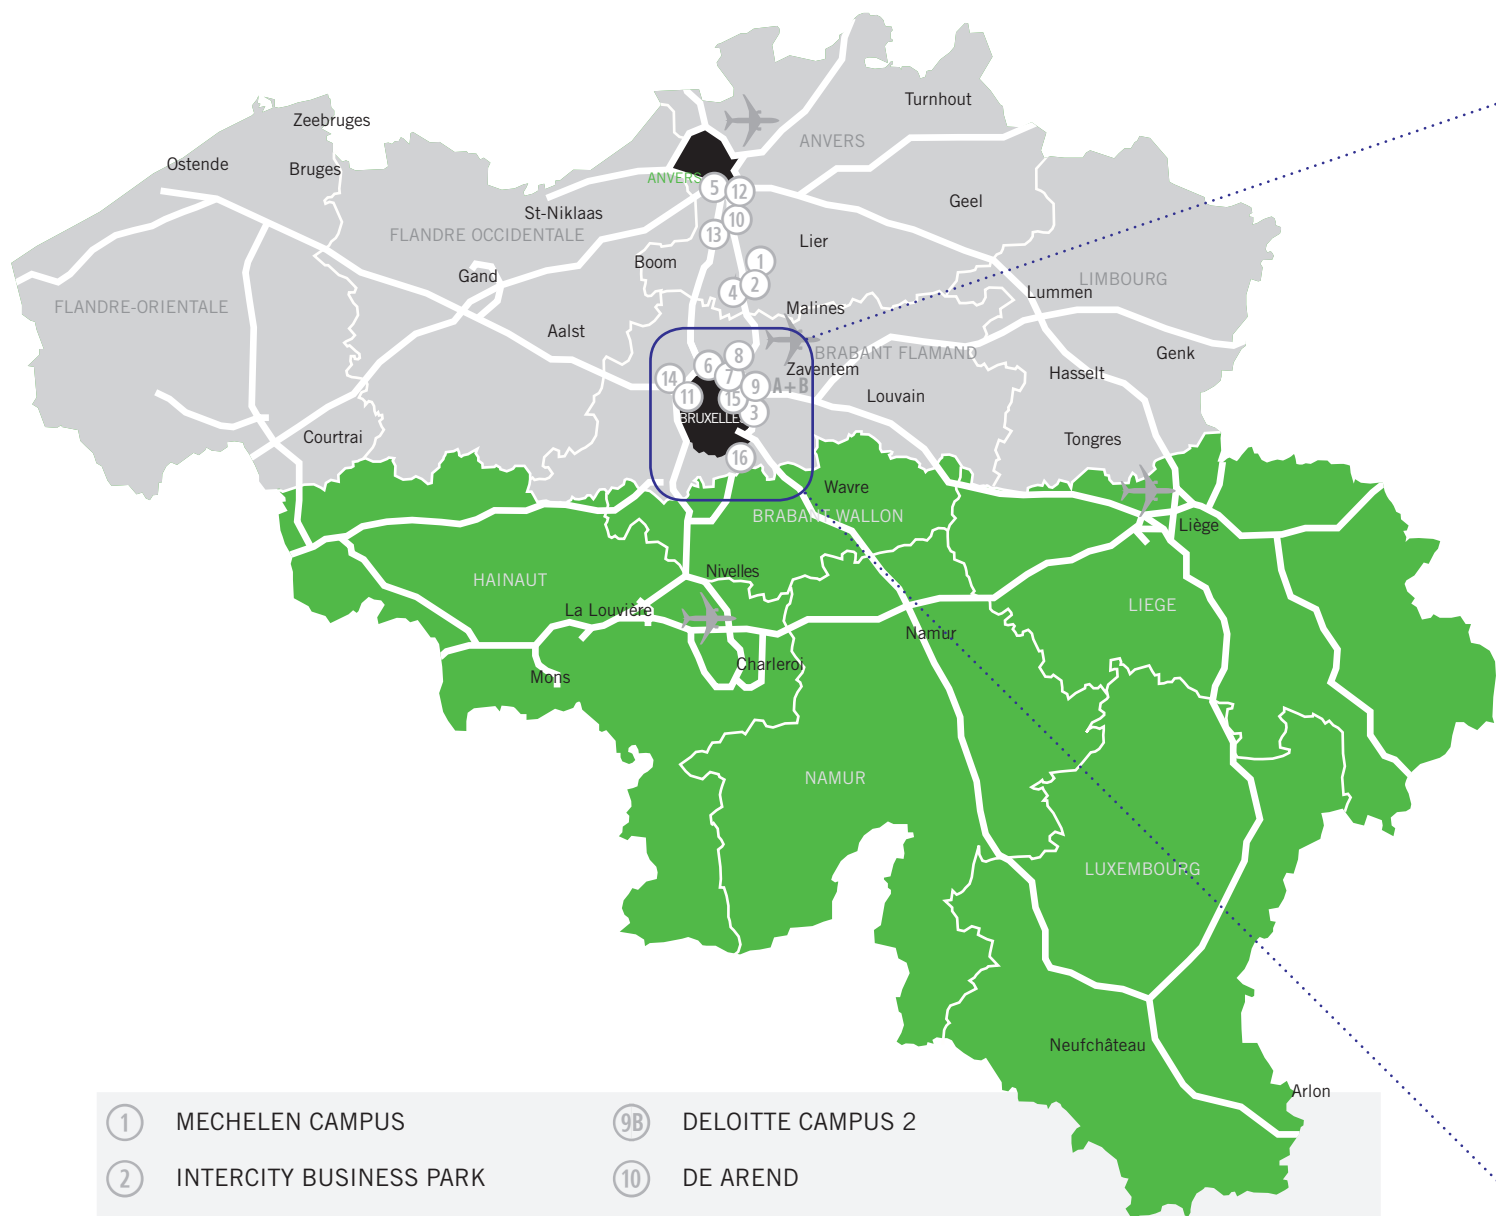 Turnhout
Zeebruges
ANVERS
Ostende
Bruges
ANVERS
5
12
Geel
St-Niklaas
10
FLANDRE OCCIDENTALE
13
Lier
Boom
1
Gand
2
LIMBOURG
4
Lummen
FLANDRE-ORIENTALE
Malines
Aalst
8
BRABANT FLAMAND
Genk
6
Zaventem
7
Hasselt
14
9
A+B
11
15
Louvain
3
BRUXELLE
Courtrai
Tongres
16
Wavre
BRABANT WALLON
Liège
Nivelles
HAINAUT
LIEGE
La Louvière
Namur
Charleroi
Mons
NAMUR
LUXEMBOURG
Neufchâteau
Arlon
1 MECHELEN CAMPUS
9B DELOITTE CAMPUS 2
2 INTERCITY BUSINESS PARK
10 DE AREND